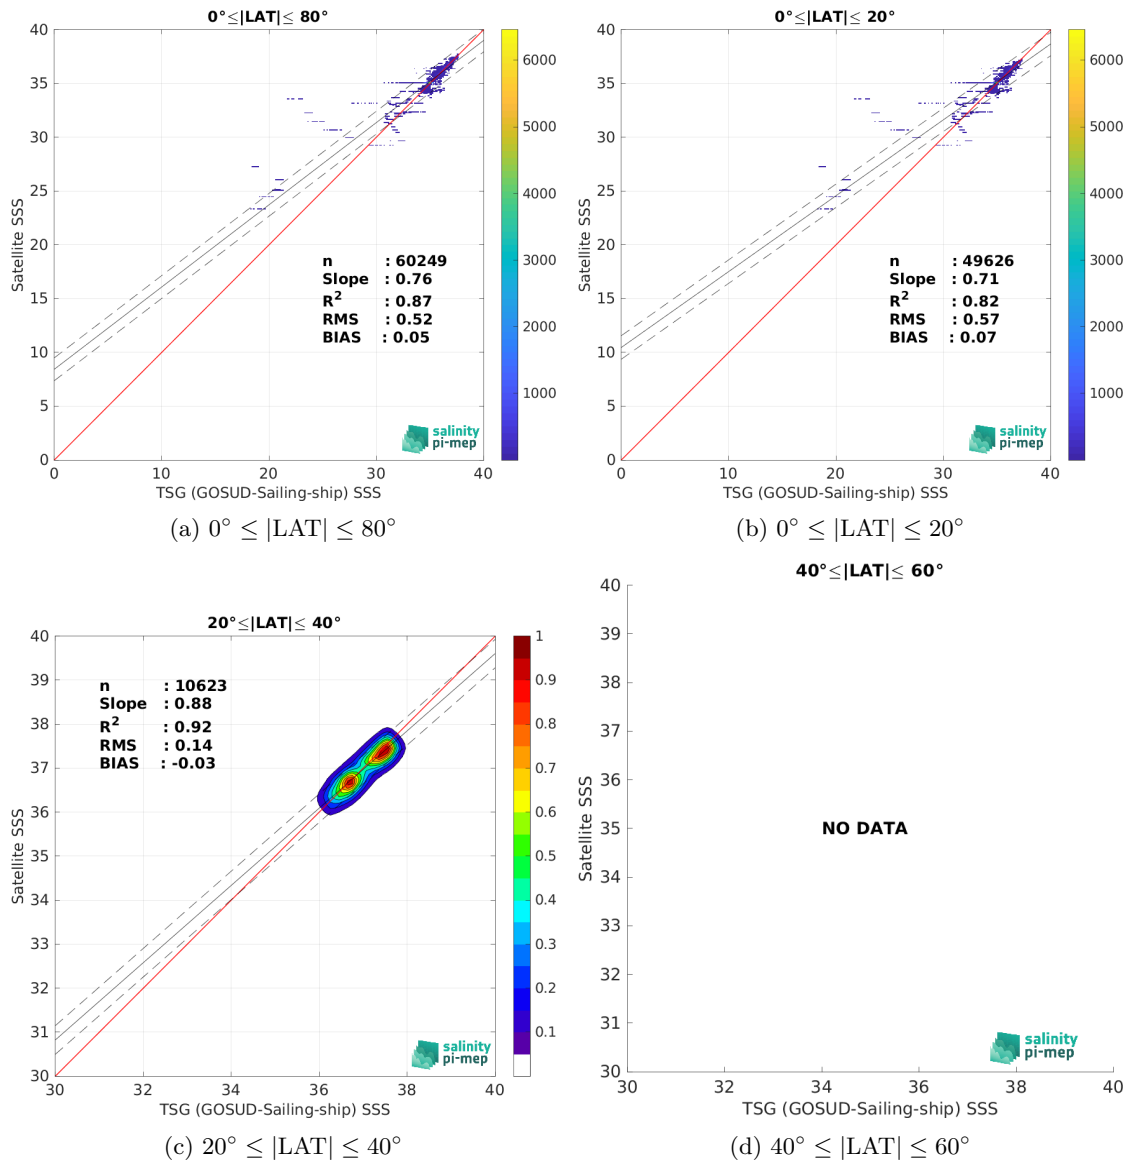 0°≤|LAT|≤ 80°
40
35
30
25
20
15
10
5
0
0
10
20
30
40
Satellite SSS
TSG (GOSUD-Sailing-ship) SSS
n : 60249
Slope : 0.76
R² : 0.87
RMS : 0.52
BIAS : 0.05
salinity
pi-mep
6000
5000
4000
3000
2000
1000
(a) 0° ≤ |LAT| ≤ 80°
0°≤|LAT|≤ 20°
40
35
30
25
20
15
10
5
0
0
10
20
30
40
Satellite SSS
TSG (GOSUD-Sailing-ship) SSS
n : 49626
Slope : 0.71
R² : 0.82
RMS : 0.57
BIAS : 0.07
salinity
pi-mep
6000
5000
4000
3000
2000
1000
(b) 0° ≤ |LAT| ≤ 20°
20°≤|LAT|≤ 40°
40
39
38
37
36
35
34
33
32
31
30
30
32
34
36
38
40
Satellite SSS
TSG (GOSUD-Sailing-ship) SSS
n : 10623
Slope : 0.88
R² : 0.92
RMS : 0.14
BIAS : -0.03
salinity
pi-mep
1
0.9
0.8
0.7
0.6
0.5
0.4
0.3
0.2
0.1
(c) 20° ≤ |LAT| ≤ 40°
40°≤|LAT|≤ 60°
40
39
38
37
36
35
34
33
32
31
30
30
32
34
36
38
40
Satellite SSS
TSG (GOSUD-Sailing-ship) SSS
NO DATA
salinity
pi-mep
(d) 40° ≤ |LAT| ≤ 60°